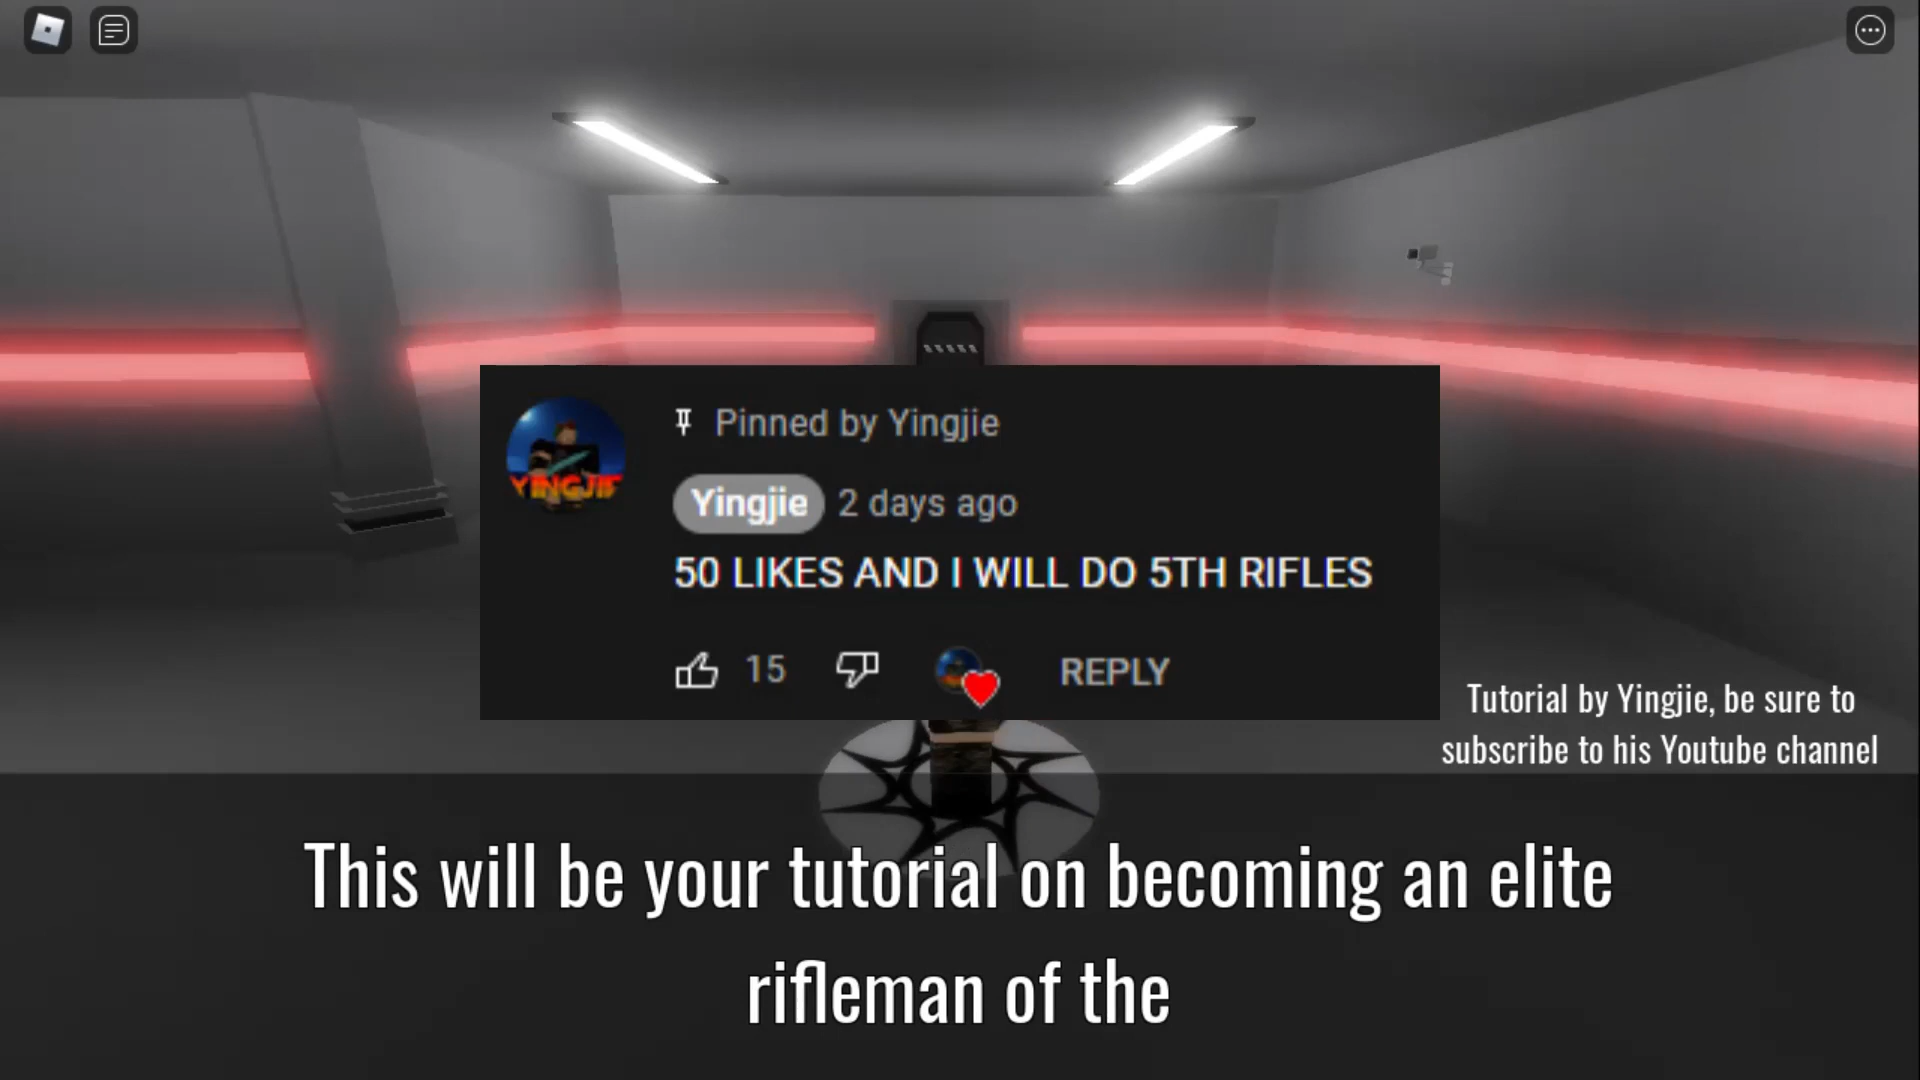 Pinned by Yingjie
YINGJIE
Yingjie 2 days ago
50 LIKES AND I WILL DO 5TH RIFLES
15 REPLY
Tutorial by Yingjie, be sure to
subscribe to his Youtube channel
This will be your tutorial on becoming an elite
rifleman of the